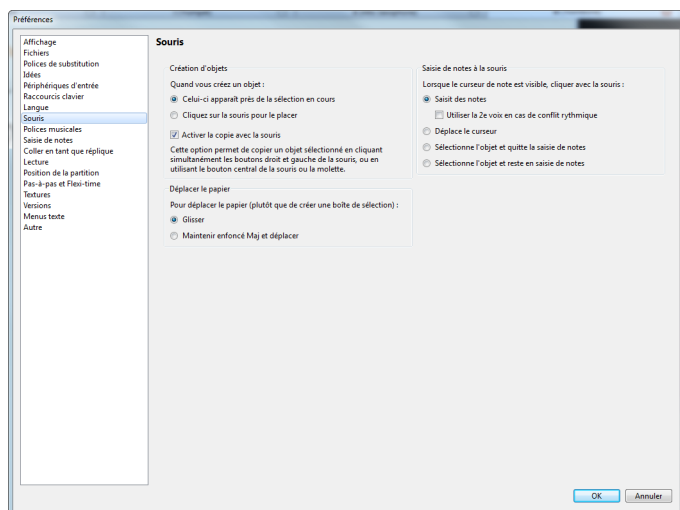 Préférences
Affichage
Fichiers
Polices de substitution
Idées
Périphériques d'entrée
Raccourcis clavier
Langue
Souris
Polices musicales
Saisie de notes
Coller en tant que réplique
Lecture
Position de la partition
Pas-à-pas et Flexi-time
Textures
Versions
Menus texte
Autre
Souris
Création d'objets
Quand vous créez un objet :
Celui-ci apparaît près de la sélection en cours
Cliquez sur la souris pour le placer
Activer la copie avec la souris
Cette option permet de copier un objet sélectionné en cliquant
simultanément les boutons droit et gauche de la souris, ou en
utilisant le bouton central de la souris ou la molette.
Déplacer le papier
Pour déplacer le papier (plutôt que de créer une boîte de sélection) :
Glisser
Maintenir enfoncé Maj et déplacer
Saisie de notes à la souris
Lorsque le curseur de note est visible, cliquer avec la souris :
Saisit des notes
Utiliser la 2e voix en cas de conflit rythmique
Déplace le curseur
Sélectionne l'objet et quitte la saisie de notes
Sélectionne l'objet et reste en saisie de notes
OK
Annuler